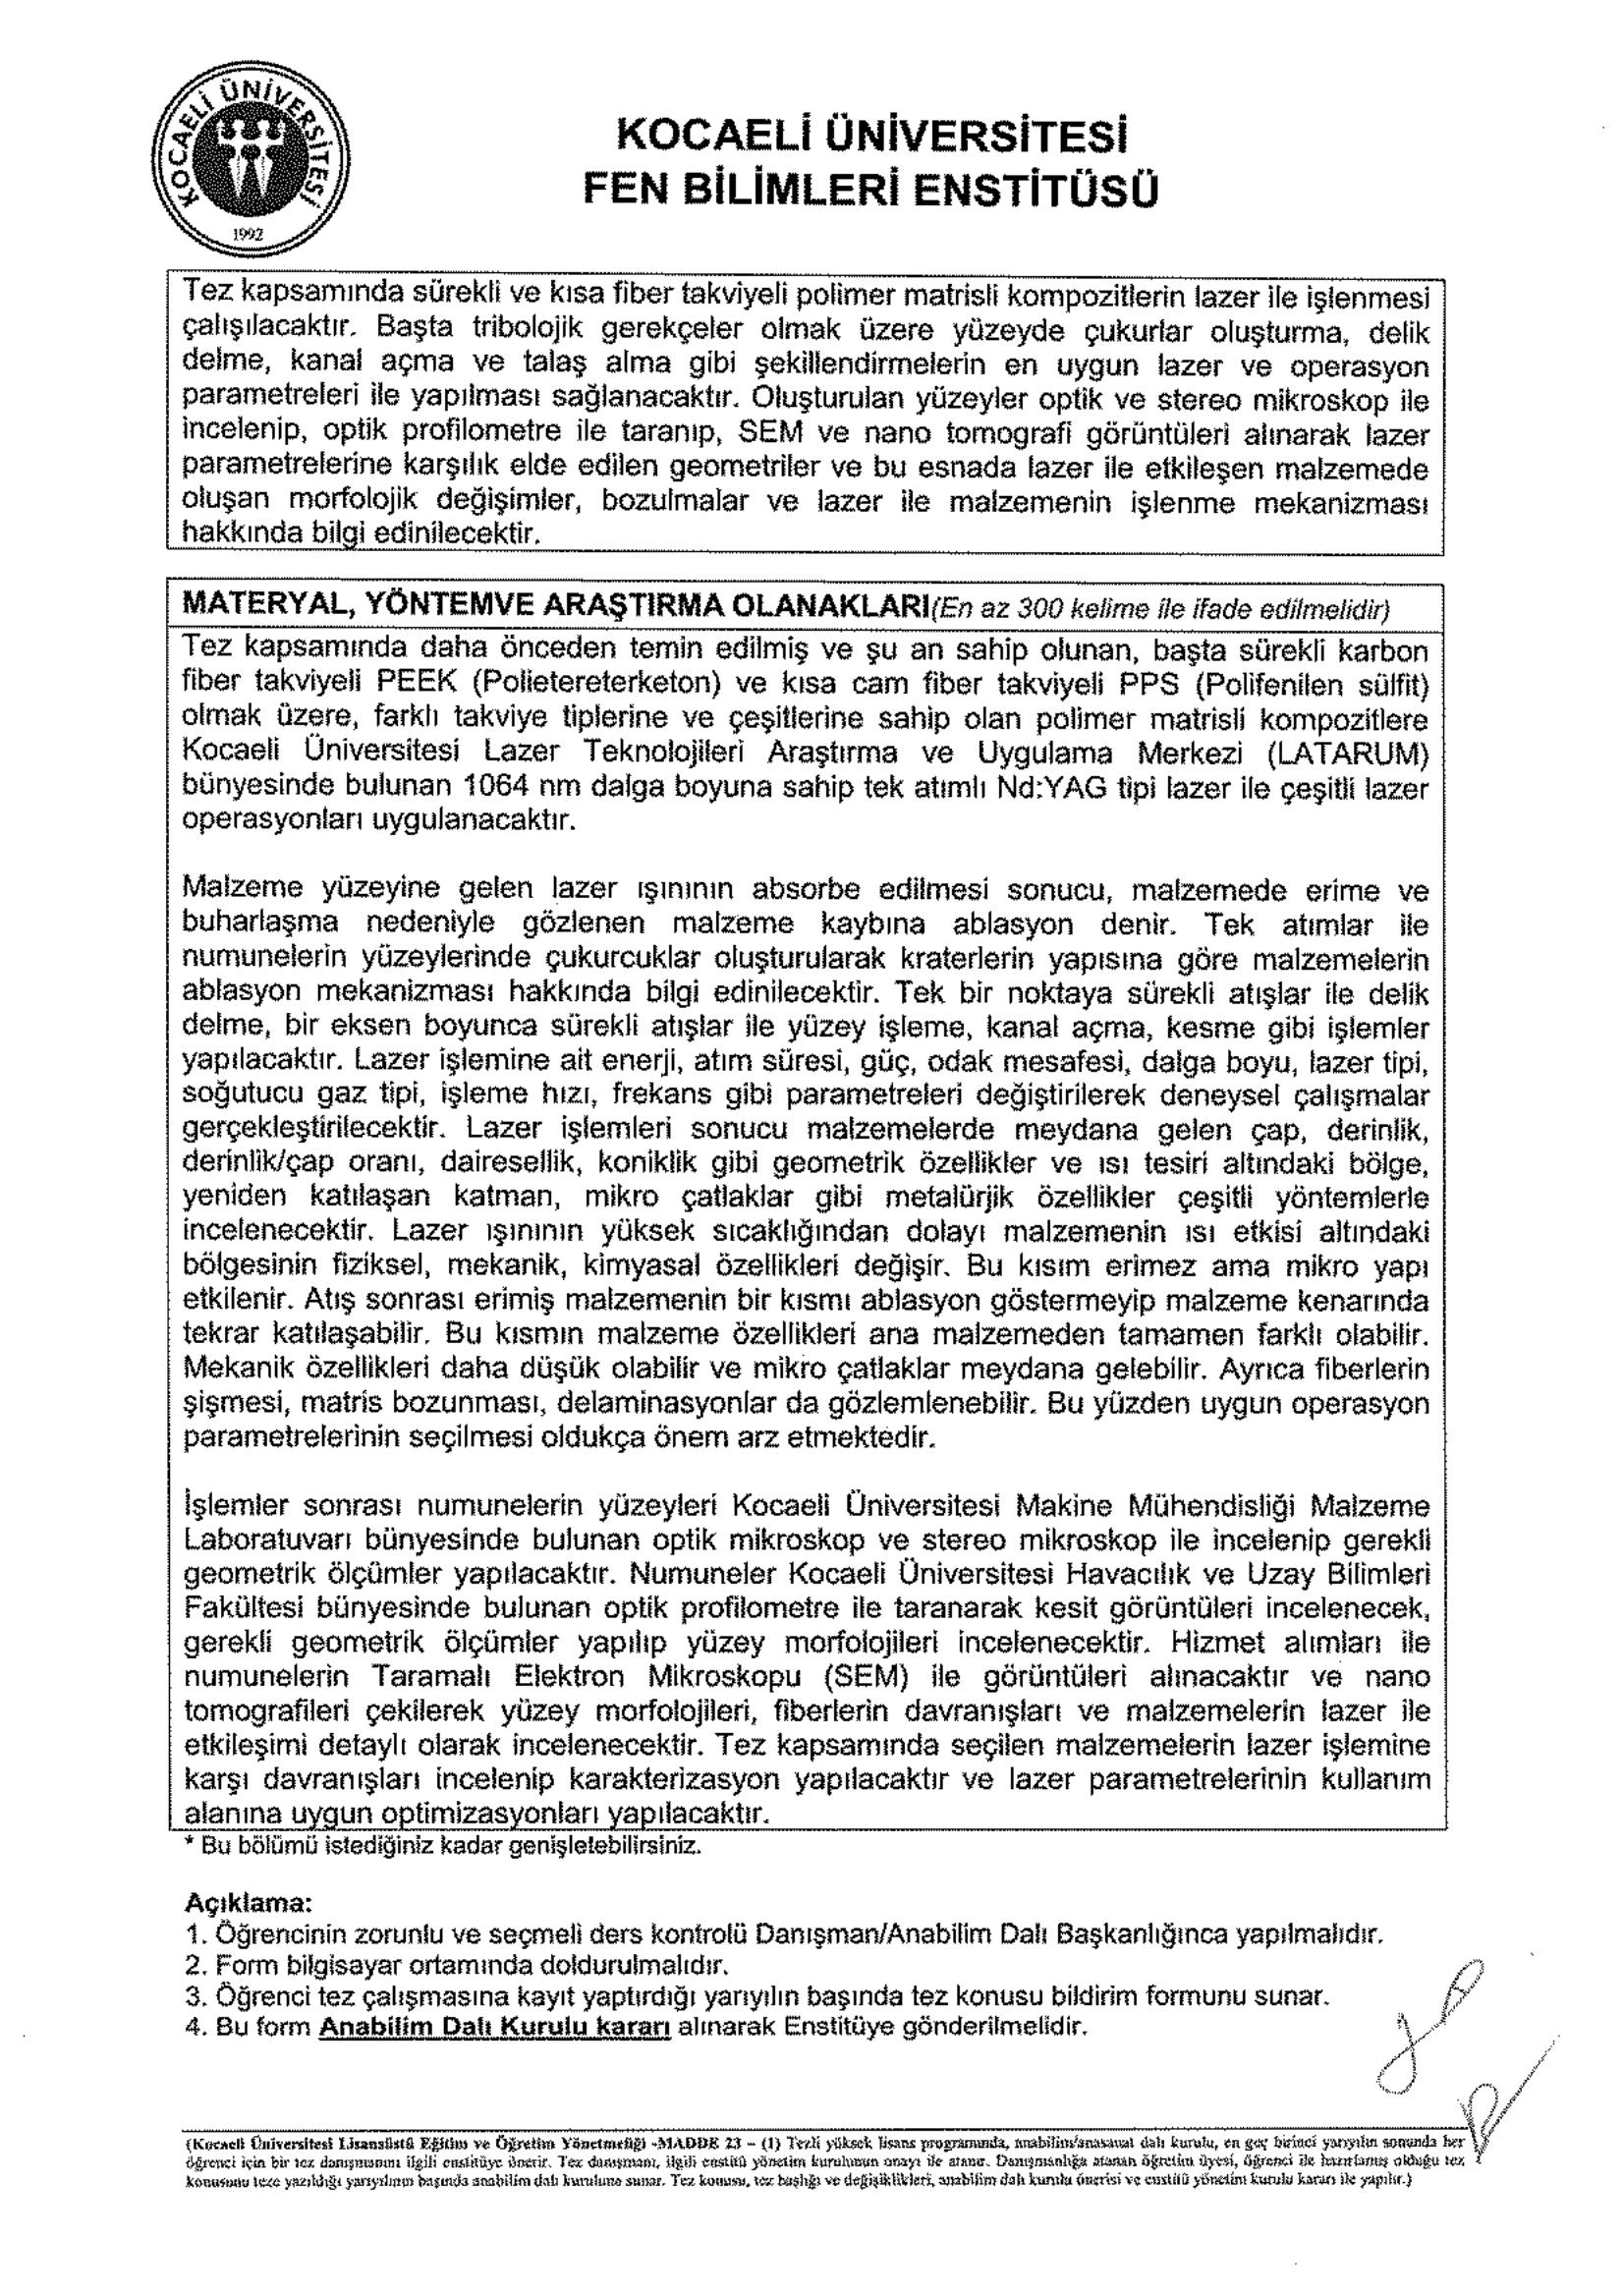 KOCAELİ ÜNİVERSİTESİ
1992
KOCAELİ ÜNİVERSİTESİ
FEN BİLİMLERİ ENSTİTÜSÜ
Tez kapsamında sürekli ve kısa fiber takviyeli polimer matrisli kompozitlerin lazer ile işlenmesi
çalışılacaktır. Başta tribolojik gerekçeler olmak üzere yüzeyde çukurlar oluşturma, delik
delme, kanal açma ve talaş alma gibi şekillendirmelerin en uygun lazer ve operasyon
parametreleri ile yapılması sağlanacaktır. Oluşturulan yüzeyler optik ve stereo mikroskop ile
incelenip, optik profilometre ile taranıp, SEM ve nano tomografi görüntüleri alınarak lazer
parametrelerine karşılık elde edilen geometriler ve bu esnada lazer ile etkileşen malzemede
oluşan morfolojik değişimler, bozulmalar ve lazer ile malzemenin işlenme mekanizması
hakkında bilgi edinilecektir.
MATERYAL, YÖNTEMVE ARAŞTIRMA OLANAKLARI(En az 300 kelime ile ifade edilmelidir)
Tez kapsamında daha önceden temin edilmiş ve şu an sahip olunan, başta sürekli karbon
fiber takviyeli PEEK (Polietereterketon) ve kısa cam fiber takviyeli PPS (Polifenilen sülfit)
olmak üzere, farklı takviye tiplerine ve çeşitlerine sahip olan polimer matrisli kompozitlere
Kocaeli Üniversitesi Lazer Teknolojileri Araştırma ve Uygulama Merkezi (LATARUM)
bünyesinde bulunan 1064 nm dalga boyuna sahip tek atımlı Nd:YAG tipi lazer ile çeşitli lazer
operasyonları uygulanacaktır.
Malzeme yüzeyine gelen lazer ışınının absorbe edilmesi sonucu, malzemede erime ve
buharlaşma nedeniyle gözlenen malzeme kaybına ablasyon denir. Tek atımlar ile
numunelerin yüzeylerinde çukurcuklar oluşturularak kraterlerin yapısına göre malzemelerin
ablasyon mekanizması hakkında bilgi edinilecektir. Tek bir noktaya sürekli atışlar ile delik
delme, bir eksen boyunca sürekli atışlar ile yüzey işleme, kanal açma, kesme gibi işlemler
yapılacaktır. Lazer işlemine ait enerji, atım süresi, güç, odak mesafesi, dalga boyu, lazer tipi,
soğutucu gaz tipi, işleme hızı, frekans gibi parametreleri değiştirilerek deneysel çalışmalar
gerçekleştirilecektir. Lazer işlemleri sonucu malzemelerde meydana gelen çap, derinlik,
derinlik/çap oranı, dairesellik, koniklik gibi geometrik özellikler ve ısı tesiri altındaki bölge,
yeniden katılaşan katman, mikro çatlaklar gibi metalürjik özellikler çeşitli yöntemlerle
incelenecektir. Lazer ışınının yüksek sıcaklığından dolayı malzemenin ısı etkisi altındaki
bölgesinin fiziksel, mekanik, kimyasal özellikleri değişir. Bu kısım erimez ama mikro yapı
etkilenir. Atış sonrası erimiş malzemenin bir kısmı ablasyon göstermeyip malzeme kenarında
tekrar katılaşabilir. Bu kısmın malzeme özellikleri ana malzemeden tamamen farklı olabilir.
Mekanik özellikleri daha düşük olabilir ve mikro çatlaklar meydana gelebilir. Ayrıca fiberlerin
şişmesi, matris bozunması, delaminasyonlar da gözlemlenebilir. Bu yüzden uygun operasyon
parametrelerinin seçilmesi oldukça önem arz etmektedir.
İşlemler sonrası numunelerin yüzeyleri Kocaeli Üniversitesi Makine Mühendisliği Malzeme
Laboratuvarı bünyesinde bulunan optik mikroskop ve stereo mikroskop ile incelenip gerekli
geometrik ölçümler yapılacaktır. Numuneler Kocaeli Üniversitesi Havacılık ve Uzay Bilimleri
Fakültesi bünyesinde bulunan optik profilometre ile taranarak kesit görüntüleri incelenecek,
gerekli geometrik ölçümler yapılıp yüzey morfolojileri incelenecektir. Hizmet alımları ile
numunelerin Taramalı Elektron Mikroskopu (SEM) ile görüntüleri alınacaktır ve nano
tomografileri çekilerek yüzey morfolojileri, fiberlerin davranışları ve malzemelerin lazer ile
etkileşimi detaylı olarak incelenecektir. Tez kapsamında seçilen malzemelerin lazer işlemine
karşı davranışları incelenip karakterizasyon yapılacaktır ve lazer parametrelerinin kullanım
alanına uygun optimizasyonları yapılacaktır.
* Bu bölümü istediğiniz kadar genişletebilirsiniz.
Açıklama:
1. Öğrencinin zorunlu ve seçmeli ders kontrolü Danışman/Anabilim Dalı Başkanlığınca yapılmalıdır.
2. Form bilgisayar ortamında doldurulmalıdır.
3. Öğrenci tez çalışmasına kayıt yaptırdığı yarıyılın başında tez konusu bildirim formunu sunar.
4. Bu form Anabilim Dalı Kurulu kararı alınarak Enstitüye gönderilmelidir.
(Kocaeli Üniversitesi Lisansüstü Eğitim ve Öğretim Yönetmeliği -MADDE 23 – (1) Tezli yüksek lisans programında, anabilim/anasanat dalı kurulu, en geç birinci yarıyılın sonunda her
öğrenci için bir tez danışmanını ilgili enstitüye önerir. Tez danışmanı, ilgili enstitü yönetim kurulunun onayı ile atanır. Danışmanlığa atanan öğretim üyesi, öğrenci ile hazırlamış olduğu tez
konusunu teze yazıldığı yarıyılının başında anabilim dalı kuruluna sunar. Tez konusu, tez başlığı ve değişiklikleri, anabilim dalı kurulu önerisi ve enstitü yönetim kurulu kararı ile yapılır.)